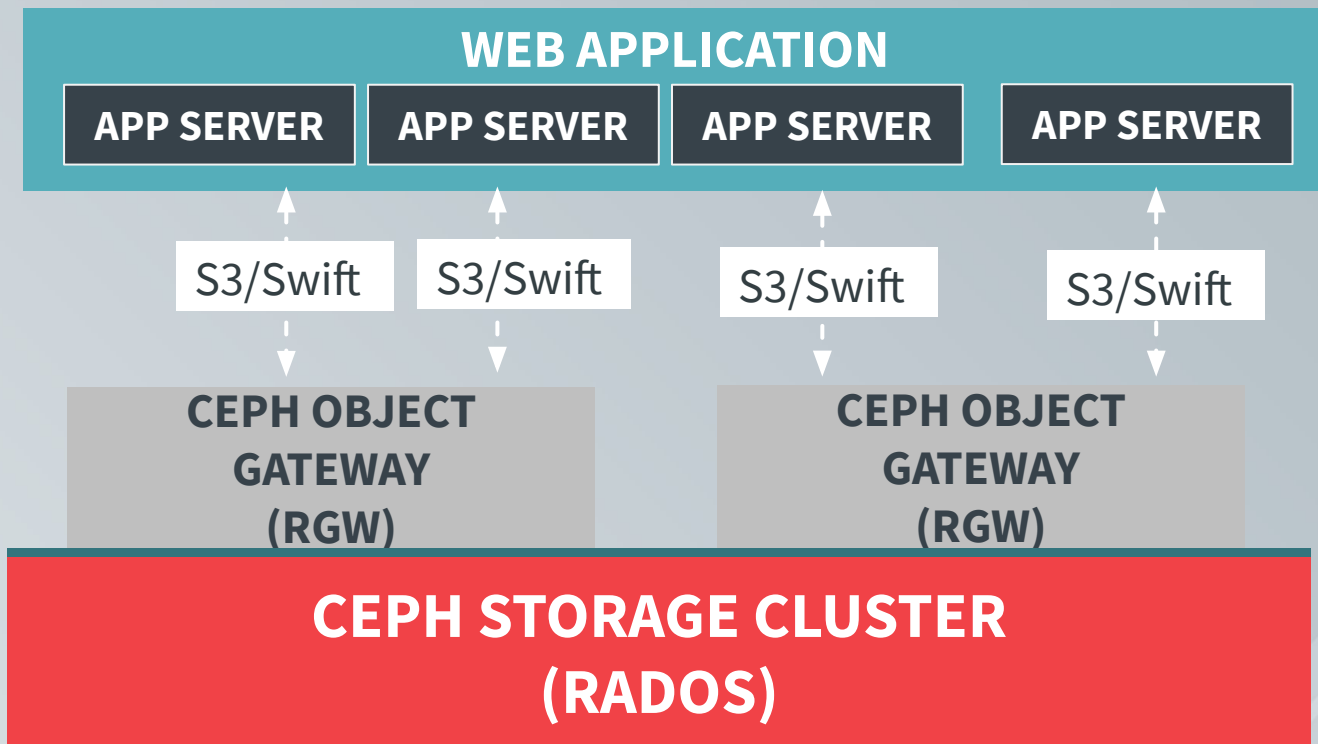 WEB APPLICATION
APP SERVER
APP SERVER
APP SERVER
APP SERVER
S3/Swift
S3/Swift
S3/Swift
S3/Swift
CEPH OBJECT
GATEWAY
(RGW)
CEPH OBJECT
GATEWAY
(RGW)
CEPH STORAGE CLUSTER
(RADOS)